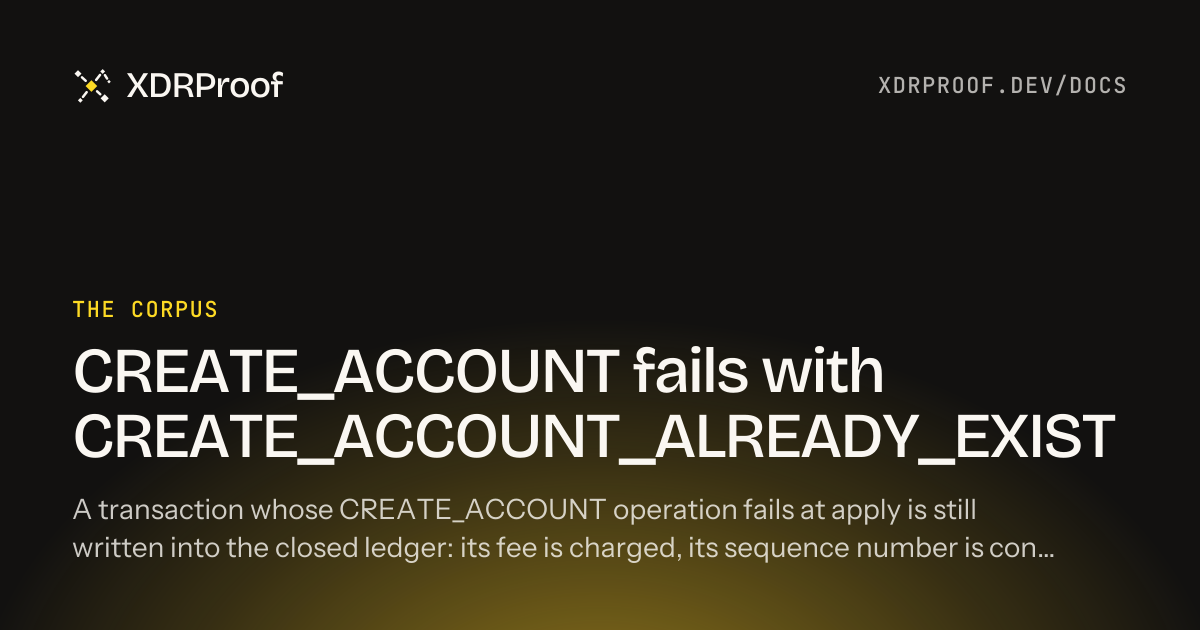 XDRProof
XDRPROOF.DEV/DOCS
THE CORPUS
CREATE_ACCOUNT fails with
CREATE_ACCOUNT_ALREADY_EXIST
A transaction whose CREATE_ACCOUNT operation fails at apply is still
written into the closed ledger: its fee is charged, its sequence number is con...